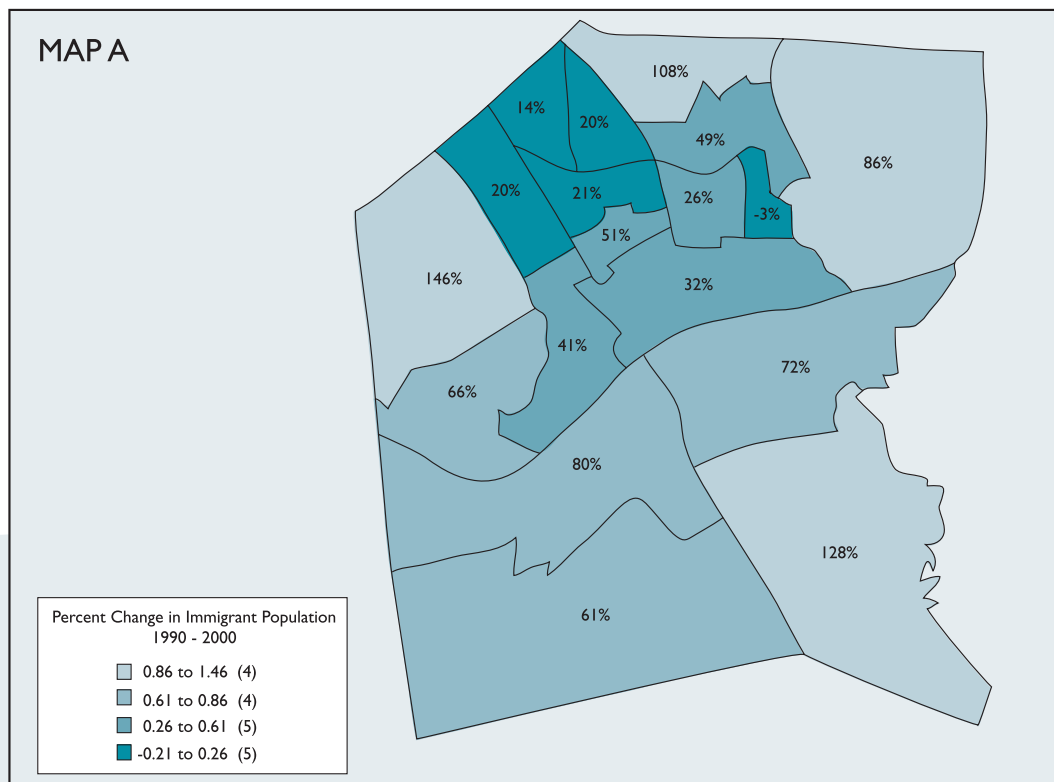 MAP A
108%
14%
20%
49%
86%
20%
21%
26%
-3%
51%
146%
32%
41%
72%
66%
80%
128%
61%
Percent Change in Immigrant Population
1990 - 2000
0.86 to 1.46 (4)
0.61 to 0.86 (4)
0.26 to 0.61 (5)
-0.21 to 0.26 (5)